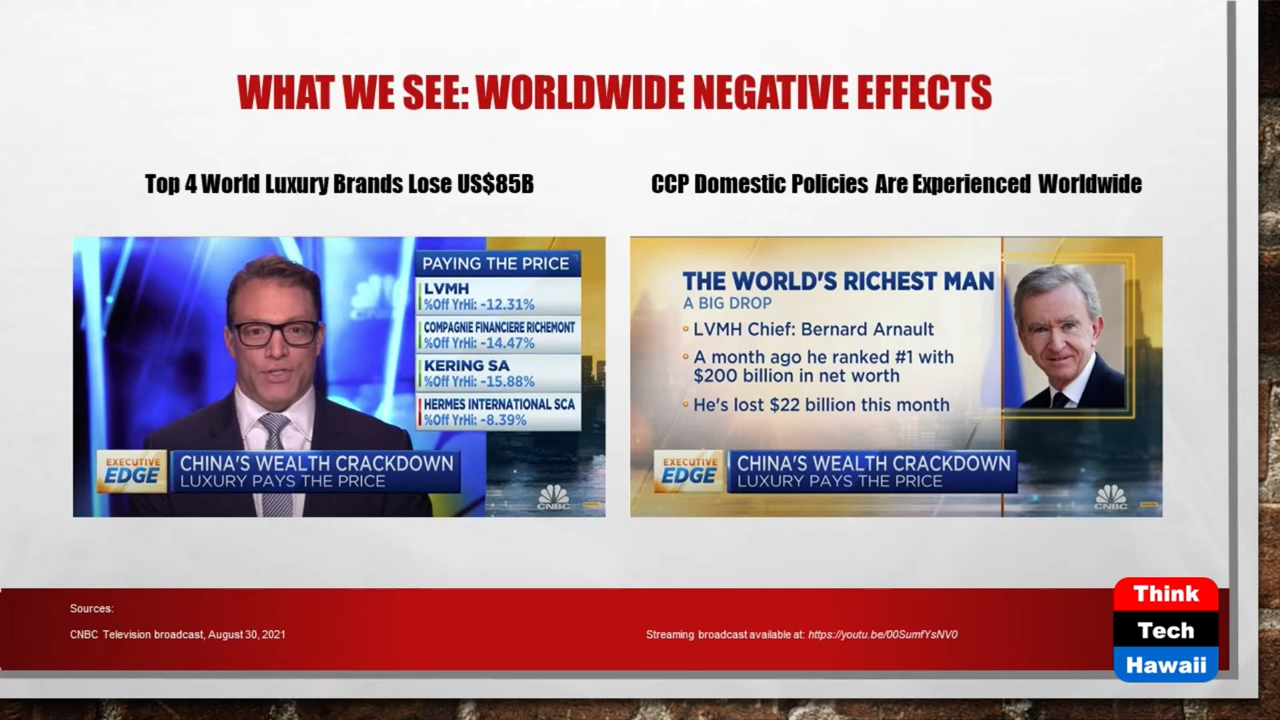 WHAT WE SEE: WORLDWIDE NEGATIVE EFFECTS
Top 4 World Luxury Brands Lose US$85B
PAYING THE PRICE
LVMH
%Off YrHi: -12.31%
COMPAGNIE FINANCIERE RICHEMONT
%Off YrHi: -14.47%
KERING SA
%Off YrHi: -15.88%
HERMES INTERNATIONAL SCA
%Off YrHi: -8.39%
EXECUTIVE
EDGE
CHINA'S WEALTH CRACKDOWN
LUXURY PAYS THE PRICE
CNBC
CCP Domestic Policies Are Experienced Worldwide
THE WORLD'S RICHEST MAN
A BIG DROP
LVMH Chief: Bernard Arnault
A month ago he ranked #1 with
$200 billion in net worth
He's lost $22 billion this month
EXECUTIVE
EDGE
CHINA'S WEALTH CRACKDOWN
LUXURY PAYS THE PRICE
CNBC
Sources:
CNBC Television broadcast, August 30, 2021
Streaming broadcast available at: https://youtu.be/00SumfYsNV0
Think
Tech
Hawaii